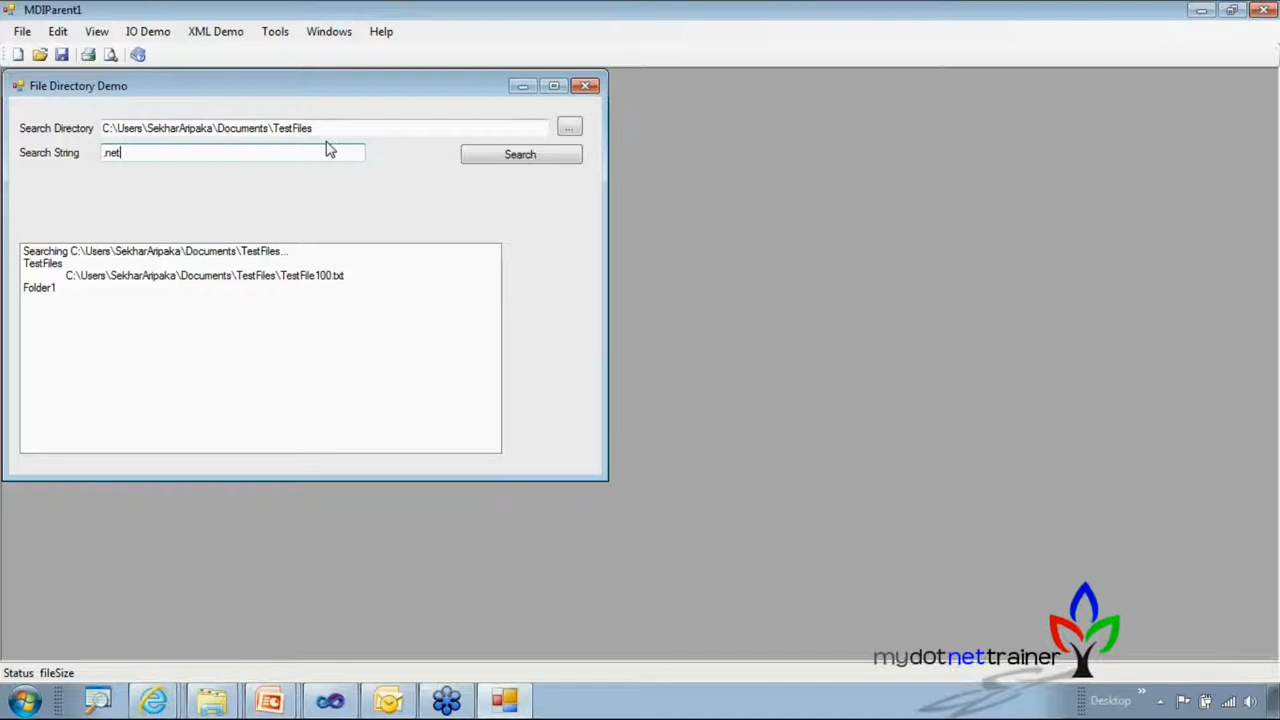 MDIParent1
File Edit View IO Demo XML Demo Tools Windows Help
File Directory Demo
Search Directory C:\Users\SekharAripaka\Documents\TestFiles ...
Search String .net Search
Searching C:\Users\SekharAripaka\Documents\TestFiles...
TestFiles
C:\Users\SekharAripaka\Documents\TestFiles\TestFile100.txt
Folder1
mydotnettrainer
Status fileSize
Desktop